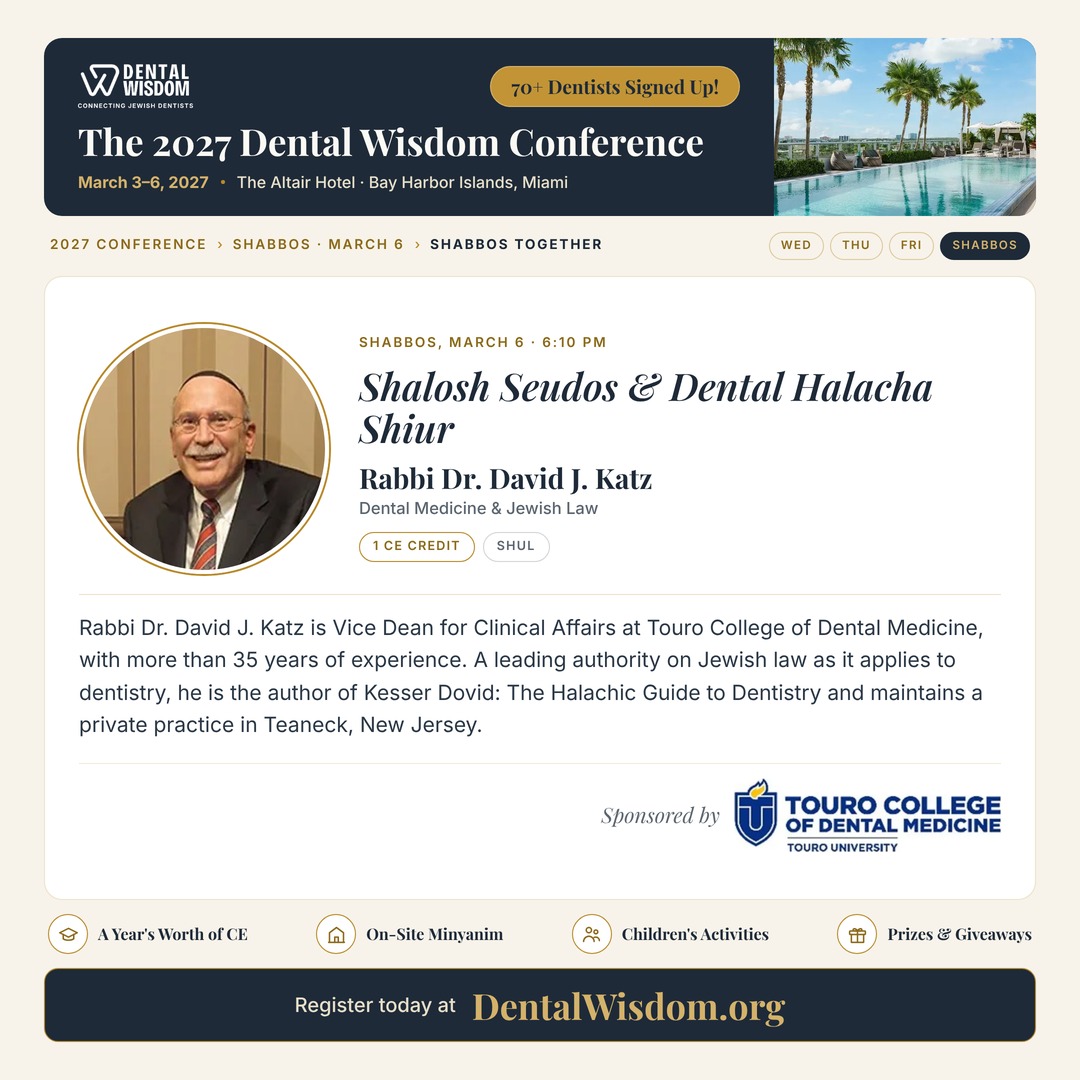 DENTAL
WISDOM
CONNECTING JEWISH DENTISTS
70+ Dentists Signed Up!
The 2027 Dental Wisdom Conference
March 3–6, 2027 • The Altair Hotel · Bay Harbor Islands, Miami
2027 CONFERENCE › SHABBOS · MARCH 6 › SHABBOS TOGETHER
WED THU FRI SHABBOS
SHABBOS, MARCH 6 · 6:10 PM
Shalosh Seudos & Dental Halacha
Shiur
Rabbi Dr. David J. Katz
Dental Medicine & Jewish Law
1 CE CREDIT SHUL
Rabbi Dr. David J. Katz is Vice Dean for Clinical Affairs at Touro College of Dental Medicine,
with more than 35 years of experience. A leading authority on Jewish law as it applies to
dentistry, he is the author of Kesser Dovid: The Halachic Guide to Dentistry and maintains a
private practice in Teaneck, New Jersey.
Sponsored by
TOURO COLLEGE
OF DENTAL MEDICINE
TOURO UNIVERSITY
A Year's Worth of CE
On-Site Minyanim
Children's Activities
Prizes & Giveaways
Register today at DentalWisdom.org